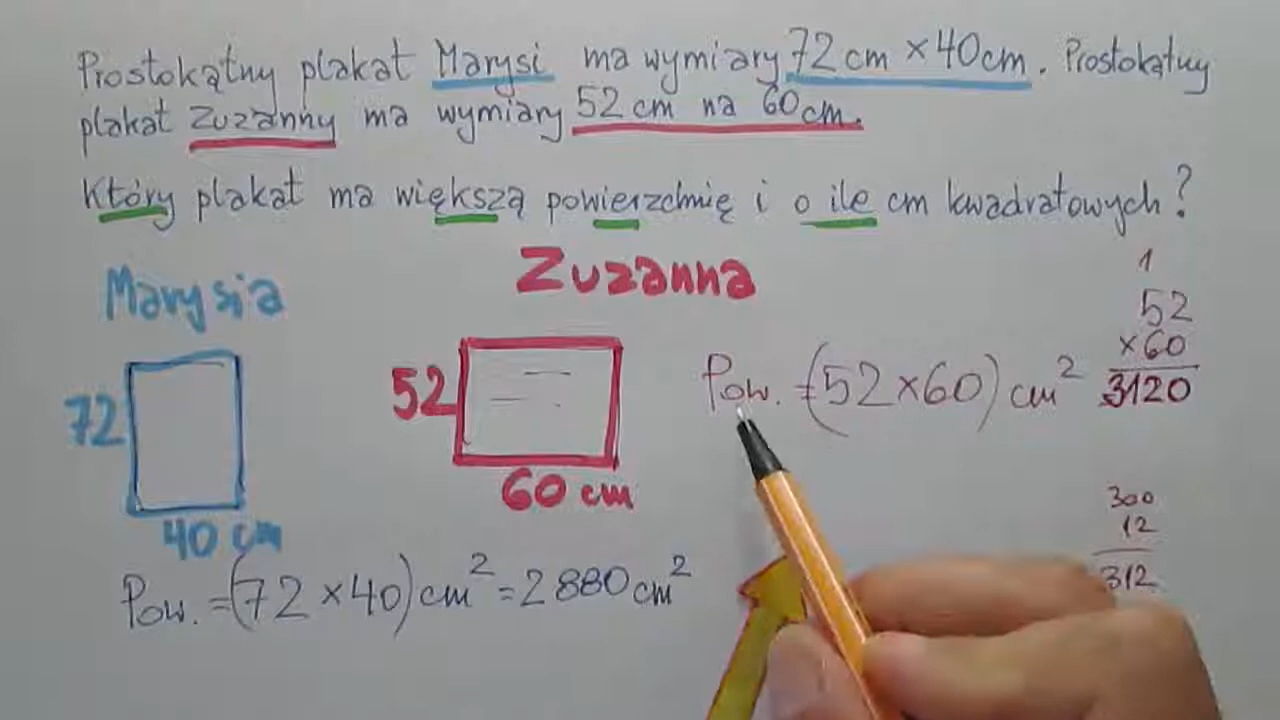 Prostokątny plakat Marysi ma wymiary 72 cm × 40 cm. Prostokątny
plakat Zuzanny ma wymiary 52 cm na 60 cm.
Który plakat ma większą powierzchnię i o ile cm kwadratowych?
Marysia
72
40 cm
Pow. = (72 × 40) cm² = 2880 cm²
Zuzanna
52
60 cm
Pow. = (52 × 60) cm²
1
52
×60
3120
300
12
312